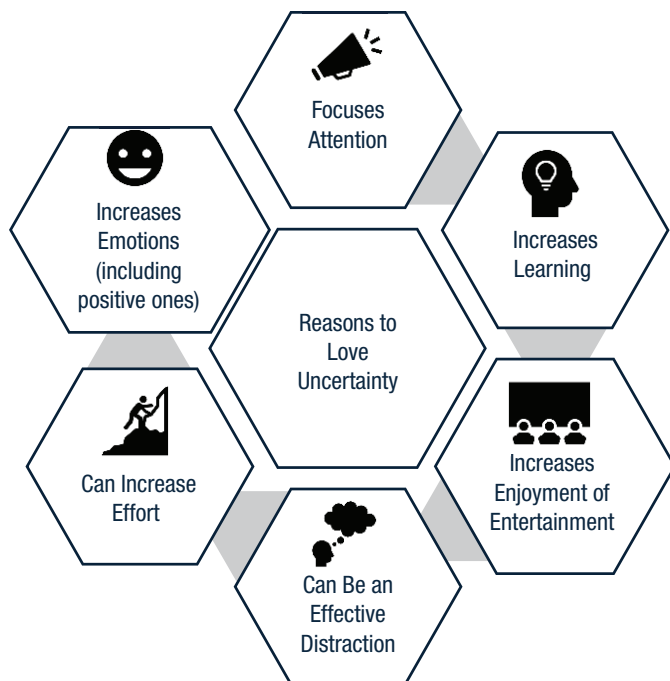 Focuses
Attention
Increases
Learning
Increases
Enjoyment of
Entertainment
Can Be an
Effective
Distraction
Can Increase
Effort
Increases
Emotions
(including
positive ones)
Reasons to
Love
Uncertainty